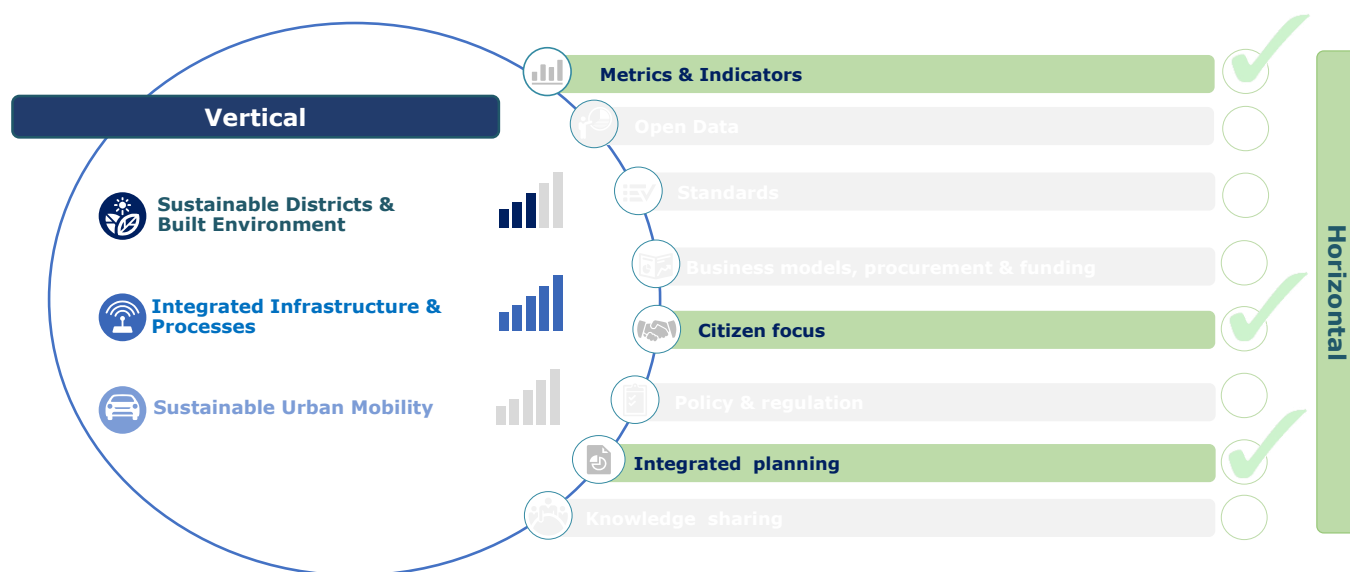 Vertical
Sustainable Districts &
Built Environment
Integrated Infrastructure &
Processes
Sustainable Urban Mobility
Metrics & Indicators
Open Data
Standards
Business models, procurement & funding
Citizen focus
Policy & regulation
Integrated planning
Knowledge sharing
Horizontal